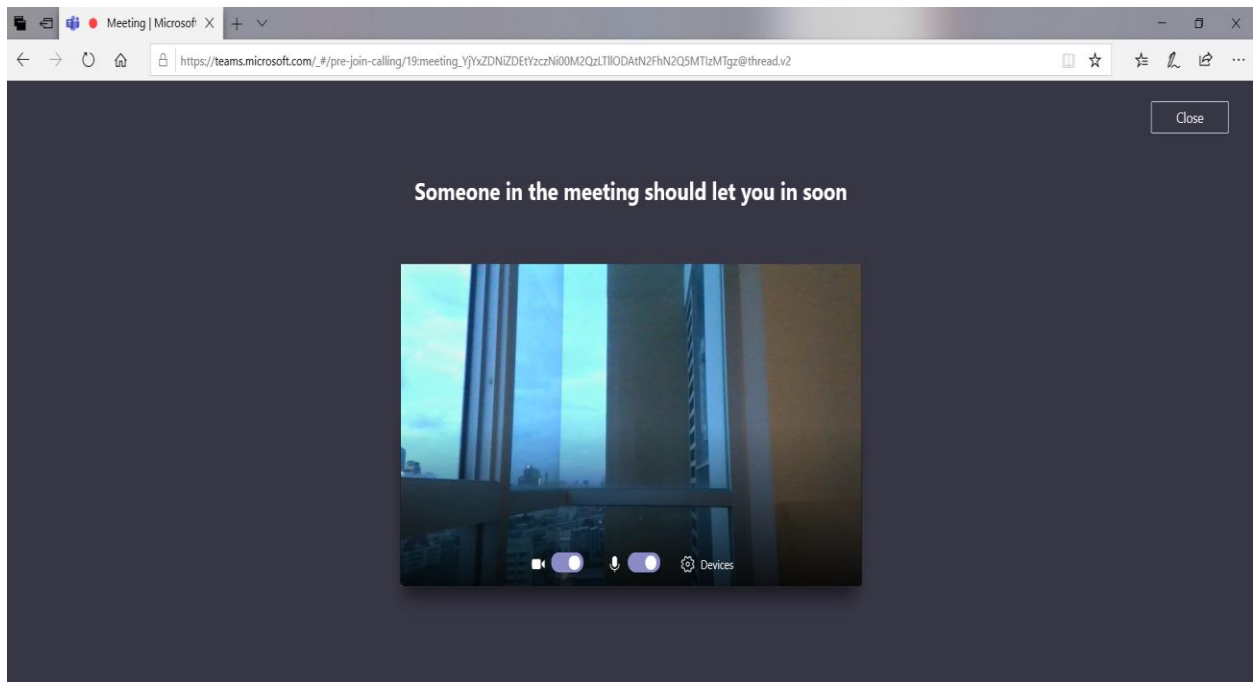 Meeting | Microsoft
https://teams.microsoft.com/_#/pre-join-calling/19:meeting_YjYxZDNiZDEtYzczNi00M2QzLTllODAtN2FhN2Q5MTIzMTgz@thread.v2
Close
Someone in the meeting should let you in soon
Devices